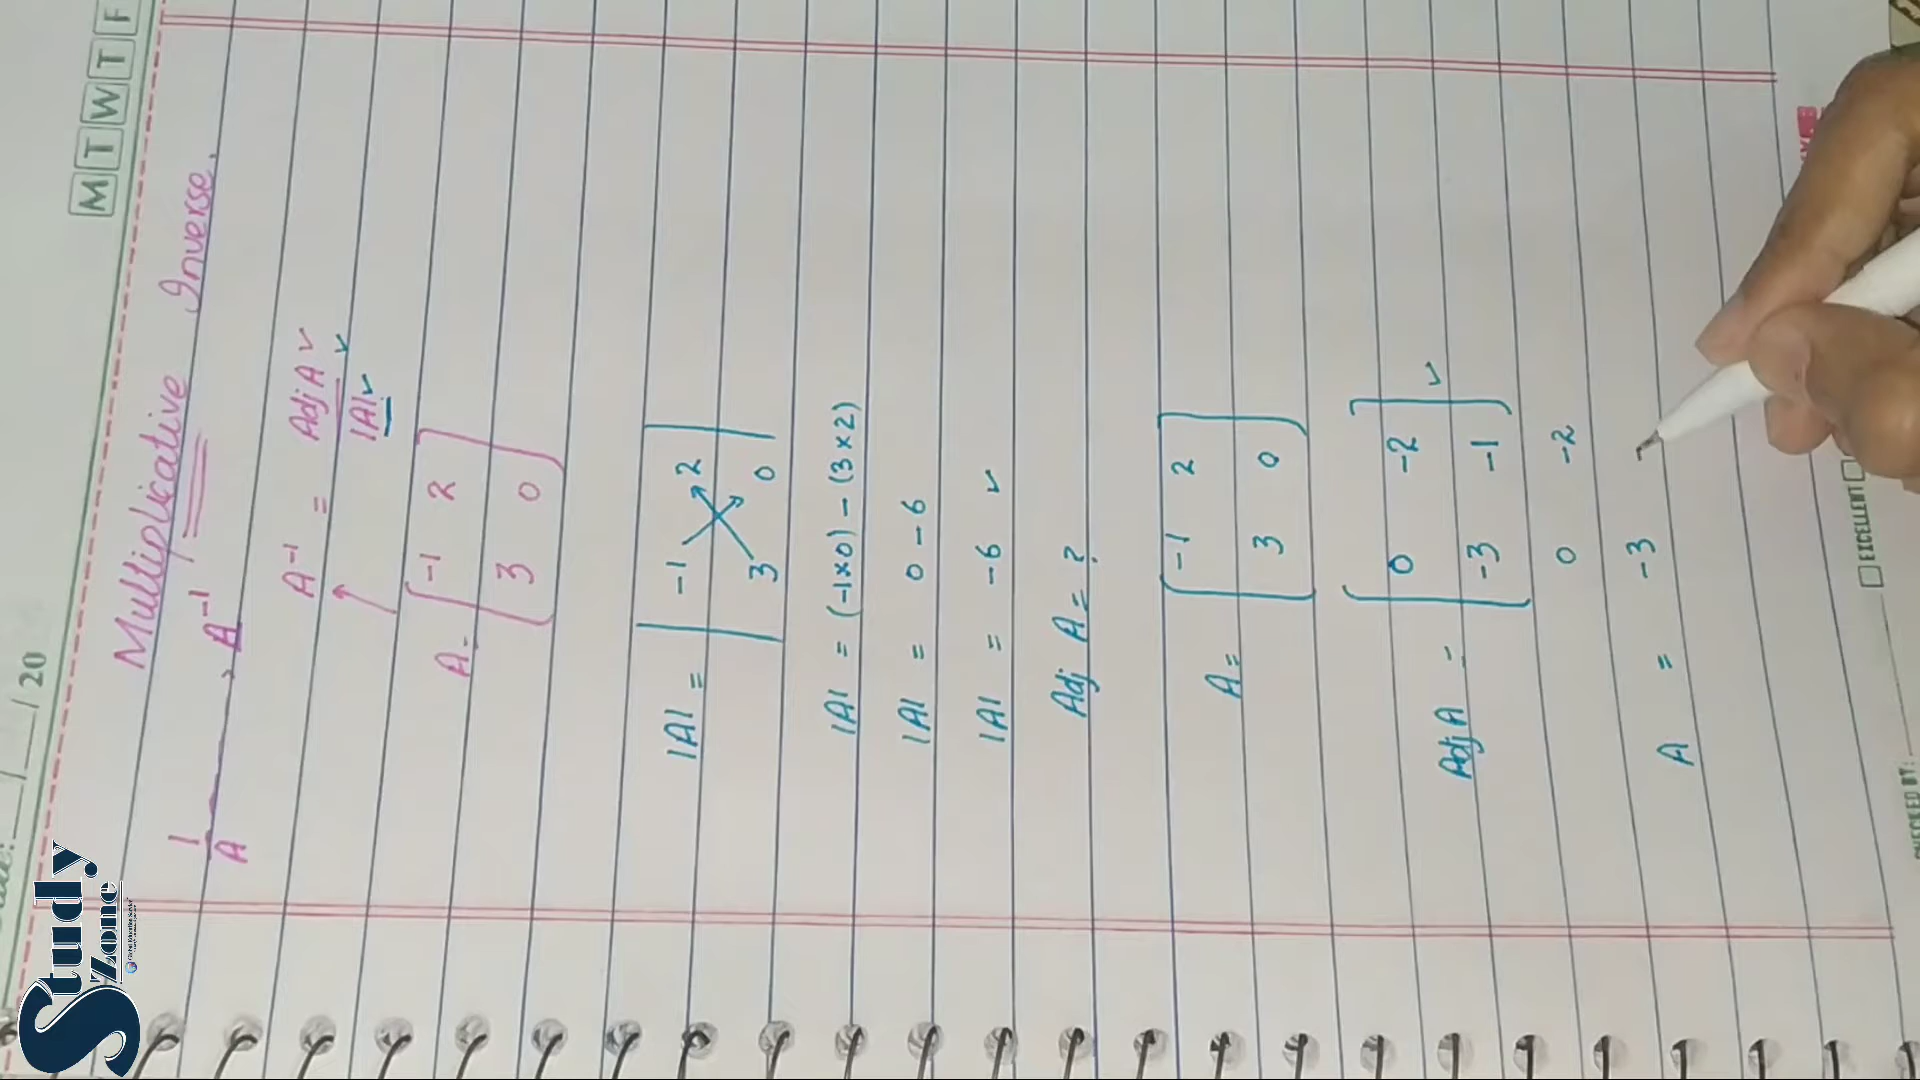 M T W T F
/ /20
Multiplicative Inverse.
1/A , A⁻¹
A⁻¹ = Adj A ✓ ✓
|A| ✓
A = [ -1 2
3 0 ]
|A| = | -1 2
3 0 |
|A| = (-1×0) - (3×2)
|A| = 0 - 6
|A| = -6 ✓
Adj A = ?
A = [ -1 2
3 0 ]
Adj A = [ 0 -2
-3 -1 ] ✓
0 -2
A = -3 -
EXCELLENT
CHECKED BY:
Study
Zone